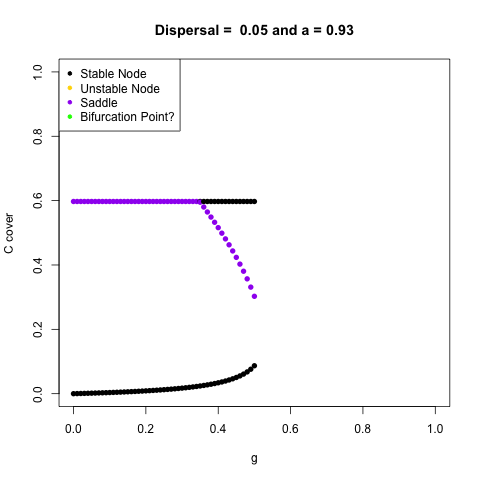 Dispersal =  0.05 and a = 0.93
Stable Node
Unstable Node
Saddle
Bifurcation Point?
C cover
1.0
0.8
0.6
0.4
0.2
0.0
0.0 0.2 0.4 0.6 0.8 1.0
g